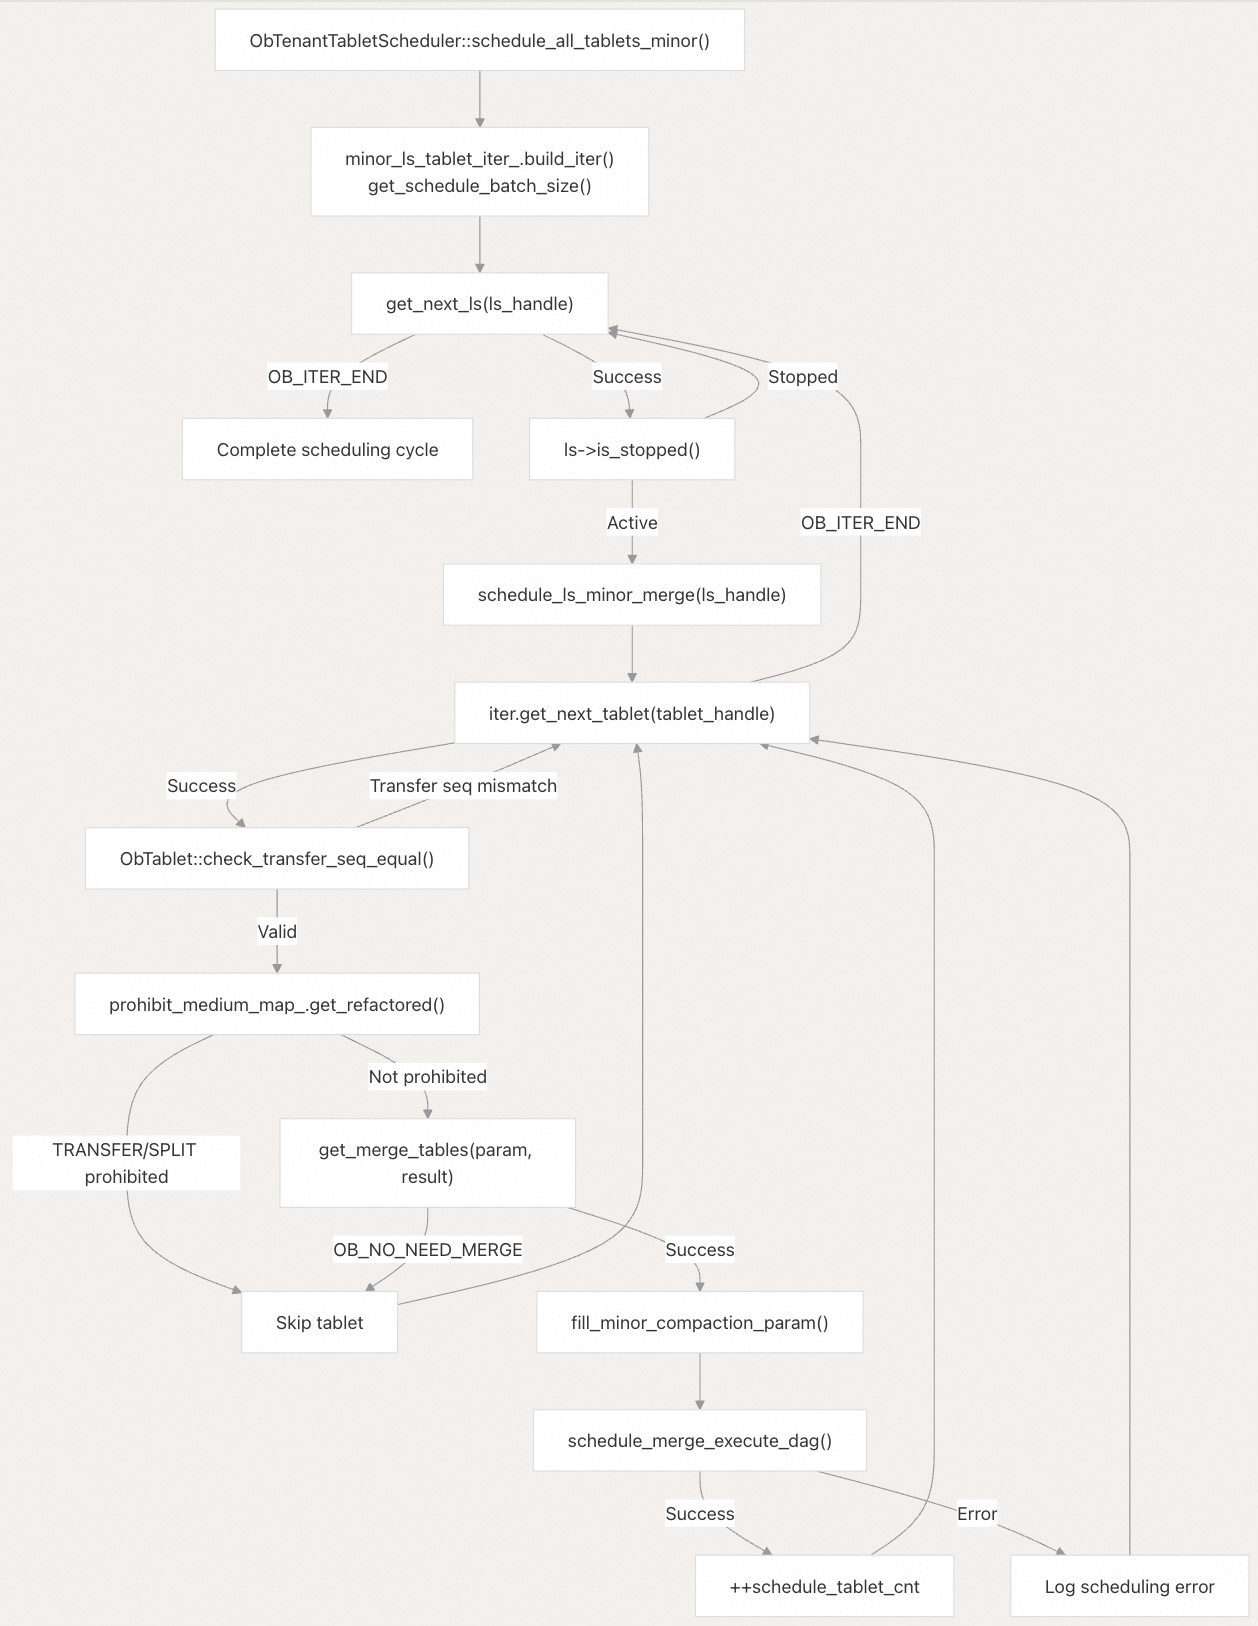 ObTenantTabletScheduler::schedule_all_tablets_minor()
minor_ls_tablet_iter_.build_iter()
get_schedule_batch_size()
get_next_ls(ls_handle)
OB_ITER_END
Success
Stopped
Complete scheduling cycle
ls->is_stopped()
Active
OB_ITER_END
schedule_ls_minor_merge(ls_handle)
iter.get_next_tablet(tablet_handle)
Success
Transfer seq mismatch
ObTablet::check_transfer_seq_equal()
Valid
prohibit_medium_map_.get_refactored()
Not prohibited
TRANSFER/SPLIT
prohibited
get_merge_tables(param,
result)
OB_NO_NEED_MERGE
Success
Skip tablet
fill_minor_compaction_param()
schedule_merge_execute_dag()
Success
Error
++schedule_tablet_cnt
Log scheduling error